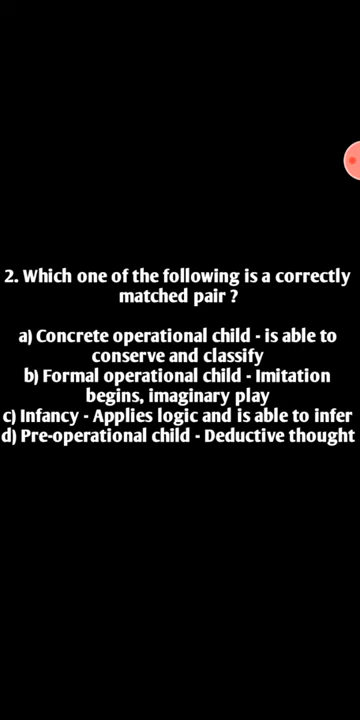 2. Which one of the following is a correctly
matched pair ?
a) Concrete operational child - is able to
conserve and classify
b) Formal operational child - Imitation
begins, imaginary play
c) Infancy - Applies logic and is able to infer
d) Pre-operational child - Deductive thought